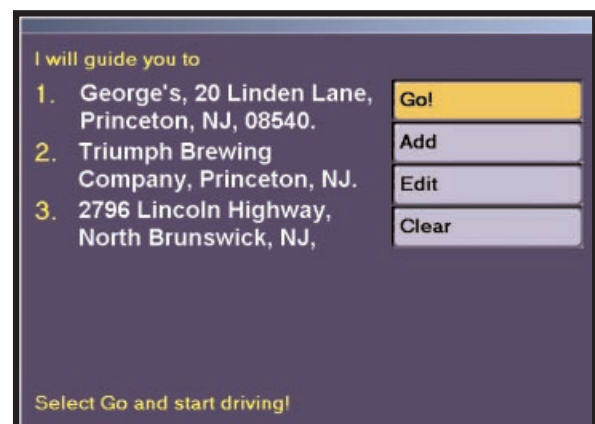 I will guide you to
1. George's, 20 Linden Lane,
Princeton, NJ, 08540.
2. Triumph Brewing
Company, Princeton, NJ.
3. 2796 Lincoln Highway,
North Brunswick, NJ,
Go!
Add
Edit
Clear
Select Go and start driving!